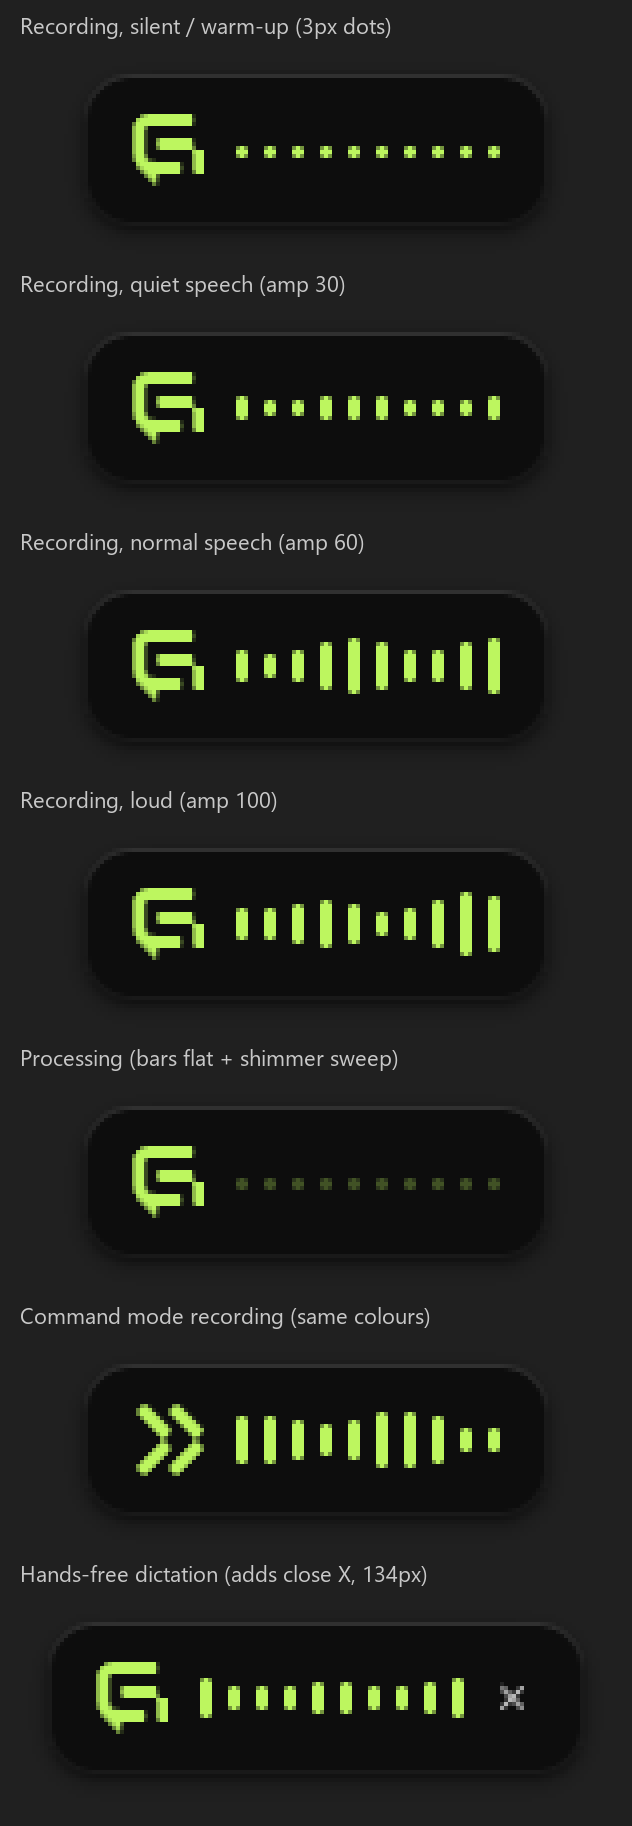 Recording, silent / warm-up (3px dots)
Recording, quiet speech (amp 30)
Recording, normal speech (amp 60)
Recording, loud (amp 100)
Processing (bars flat + shimmer sweep)
Command mode recording (same colours)
Hands-free dictation (adds close X, 134px)